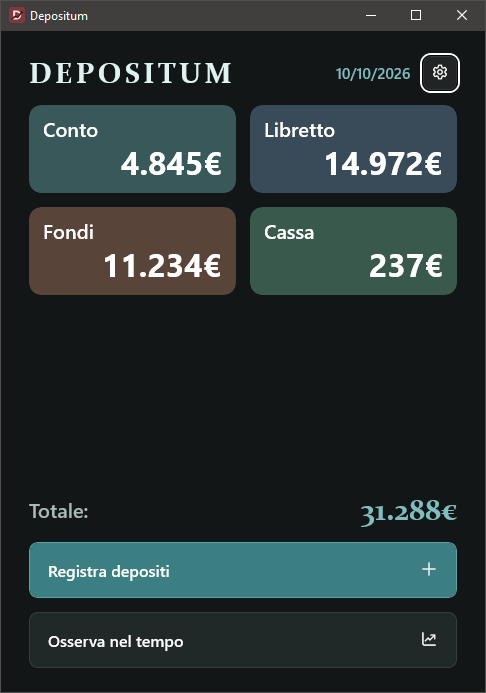 Depositum
DEPOSITUM
10/10/2026
Conto
4.845€
Libretto
14.972€
Fondi
11.234€
Cassa
237€
Totale:
31.288€
Registra depositi
Osserva nel tempo